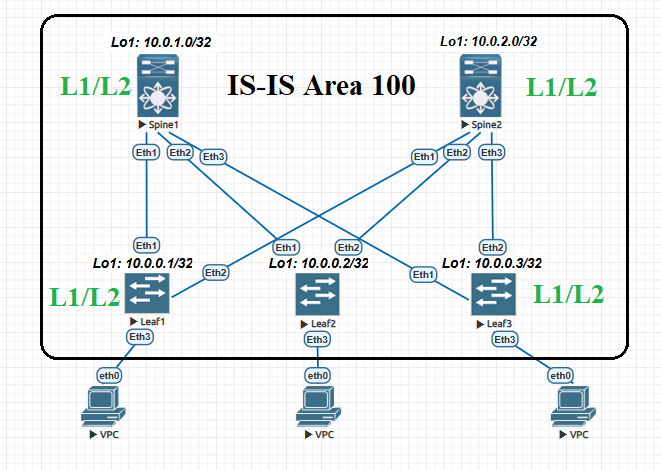 Lo1: 10.0.1.0/32
Lo1: 10.0.2.0/32
L1/L2
IS-IS Area 100
L1/L2
Spine1
Spine2
Eth1
Eth2
Eth3
Eth1
Eth2
Eth3
Eth1
Eth1
Eth2
Eth2
Lo1: 10.0.0.1/32
Lo1: 10.0.0.2/32
Lo1: 10.0.0.3/32
Eth2
Eth1
L1/L2
L1/L2
Leaf1
Leaf2
Leaf3
Eth3
Eth3
Eth3
eth0
eth0
eth0
VPC
VPC
VPC